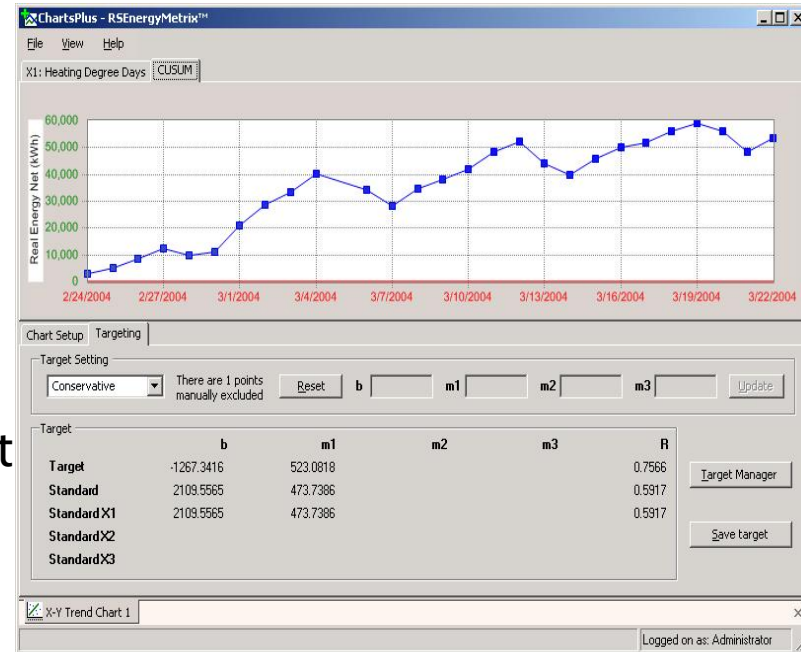 ChartsPlus - RSEnergyMetrix™
File View Help
X1: Heating Degree Days CUSUM
Real Energy Net (kWh)
60,000
50,000
40,000
30,000
20,000
10,000
0
2/24/2004 2/27/2004 3/1/2004 3/4/2004 3/7/2004 3/10/2004 3/13/2004 3/16/2004 3/19/2004 3/22/2004
Chart Setup Targeting
Target Setting
Conservative There are 1 points manually excluded Reset b m1 m2 m3 Update
t
Target
b m1 m2 m3 R
Target -1267.3416 523.0818 0.7566
Standard 2109.5565 473.7386 0.5917
Standard X1 2109.5565 473.7386 0.5917
Standard X2
Standard X3
Target Manager
Save target
X-Y Trend Chart 1
Logged on as: Administrator